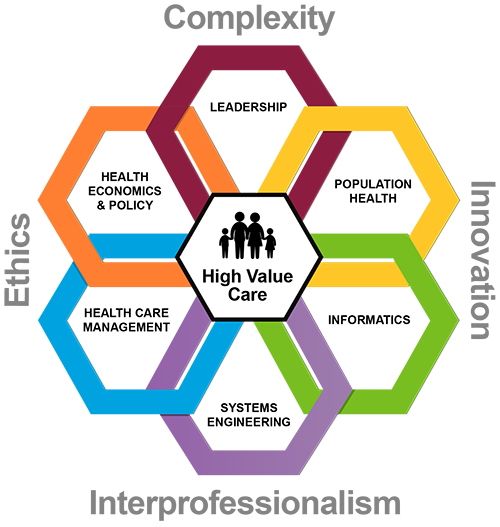 Complexity
LEADERSHIP
HEALTH
ECONOMICS
& POLICY
POPULATION
HEALTH
Ethics
Innovation
High Value
Care
HEALTH CARE
MANAGEMENT
INFORMATICS
SYSTEMS
ENGINEERING
Interprofessionalism